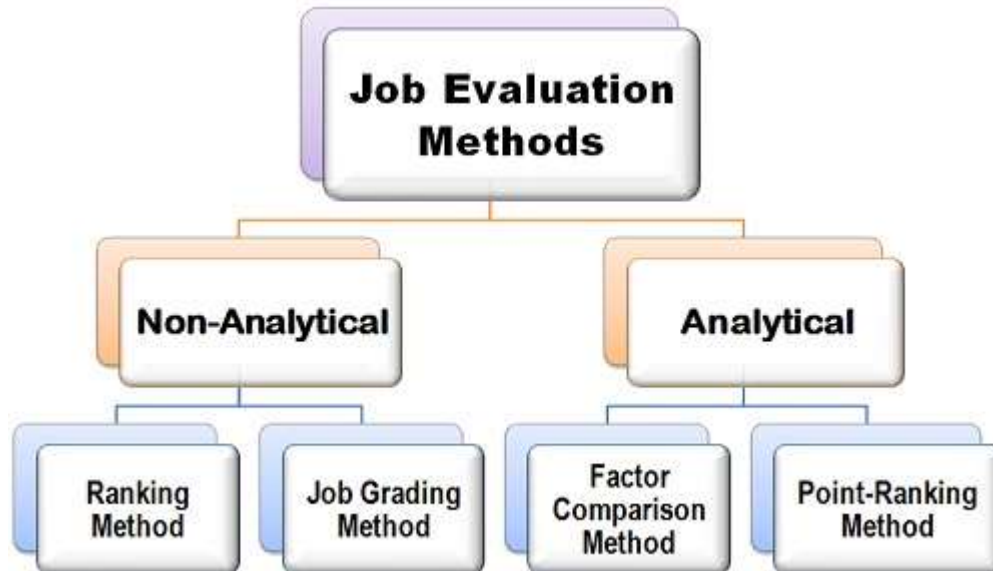 Job Evaluation
Methods
Non-Analytical
Analytical
Ranking
Method
Job Grading
Method
Factor
Comparison
Method
Point-Ranking
Method